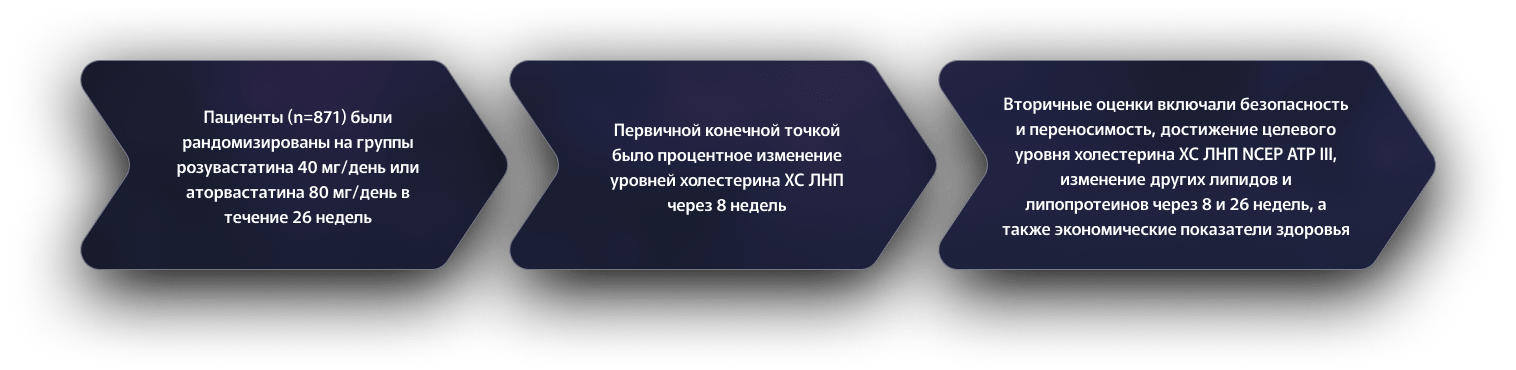 Пациенты (n=871) были
рандомизированы на группы
розувастатина 40 мг/день или
аторвастатина 80 мг/день в
течение 26 недель
Первичной конечной точкой
было процентное изменение
уровней холестерина ХС ЛНП
через 8 недель
Вторичные оценки включали безопасность
и переносимость, достижение целевого
уровня холестерина ХС ЛНП NCEP ATP III,
изменение других липидов и
липопротеинов через 8 и 26 недель, а
также экономические показатели здоровья